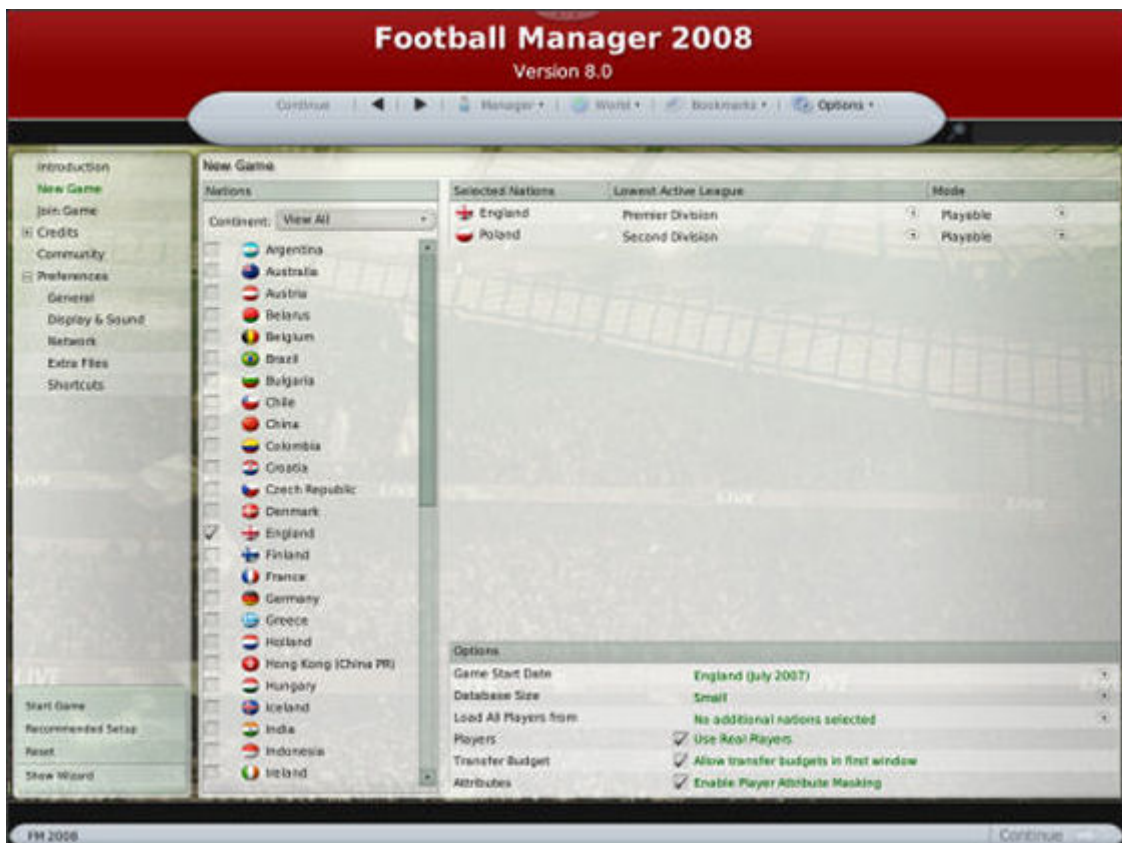 Football Manager 2008
Version 8.0
Continue Manager World Bookmarks Options
Introduction
New Game
Join Game
Credits
Community
Preferences
General
Display & Sound
Network
Extra Files
Shortcuts
Start Game
Recommended Setup
Reset
Show Wizard
New Game
Nations
Continent: View All
Argentina
Australia
Austria
Belarus
Belgium
Brazil
Bulgaria
Chile
China
Colombia
Croatia
Czech Republic
Denmark
England
Finland
France
Germany
Greece
Holland
Hong Kong (China PR)
Hungary
Iceland
India
Indonesia
Ireland
Selected Nations Lowest Active League Mode
England Premier Division Playable
Poland Second Division Playable
Options
Game Start Date England (July 2007)
Database Size Small
Load All Players from No additional nations selected
Players Use Real Players
Transfer Budget Allow transfer budgets in first window
Attributes Enable Player Attribute Masking
FM 2008 Continue